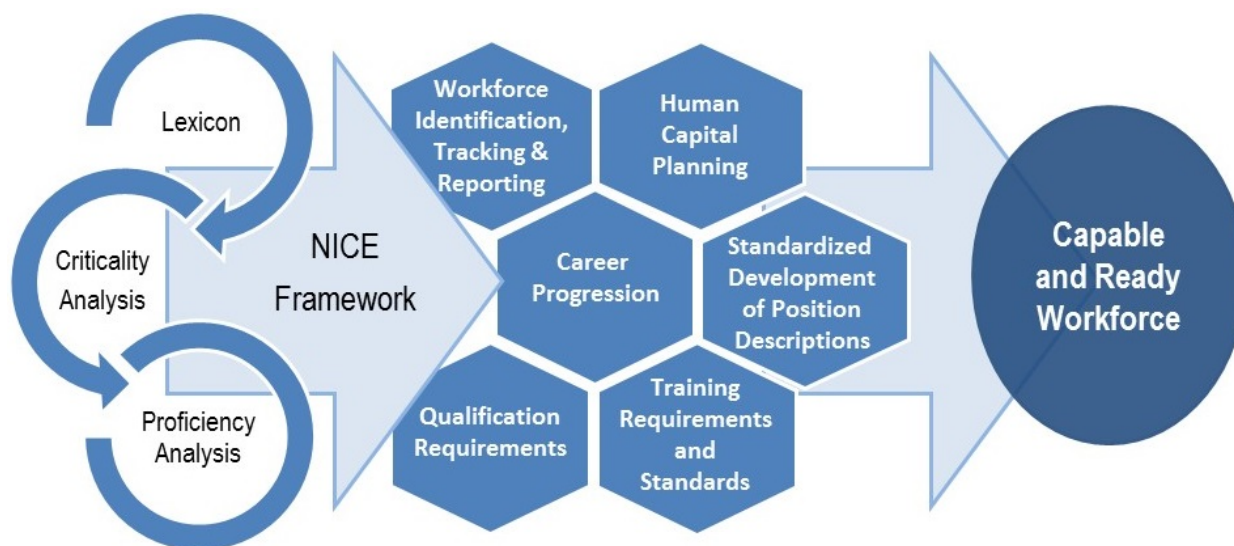 Lexicon
Criticality
Analysis
Proficiency
Analysis
NICE
Framework
Workforce
Identification,
Tracking &
Reporting
Human
Capital
Planning
Career
Progression
Standardized
Development
of Position
Descriptions
Qualification
Requirements
Training
Requirements
and
Standards
Capable
and Ready
Workforce